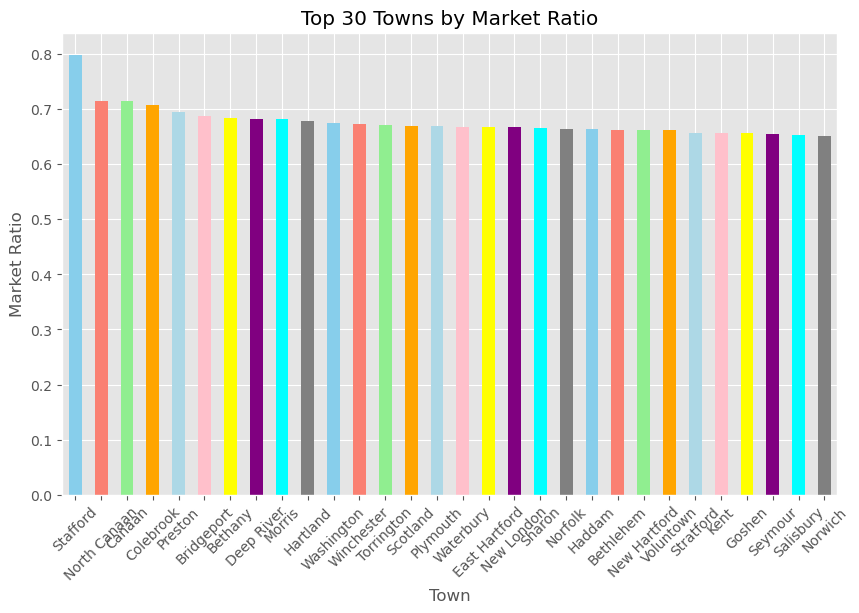 Top 30 Towns by Market Ratio
Market Ratio
0.8
0.7
0.6
0.5
0.4
0.3
0.2
0.1
0.0
Stafford
North Canaan
Canaan
Colebrook
Preston
Bridgeport
Bethany
Deep River
Morris
Hartland
Washington
Winchester
Torrington
Scotland
Plymouth
Waterbury
East Hartford
New London
Sharon
Norfolk
Haddam
Bethlehem
New Hartford
Voluntown
Stratford
Kent
Goshen
Seymour
Salisbury
Norwich
Town